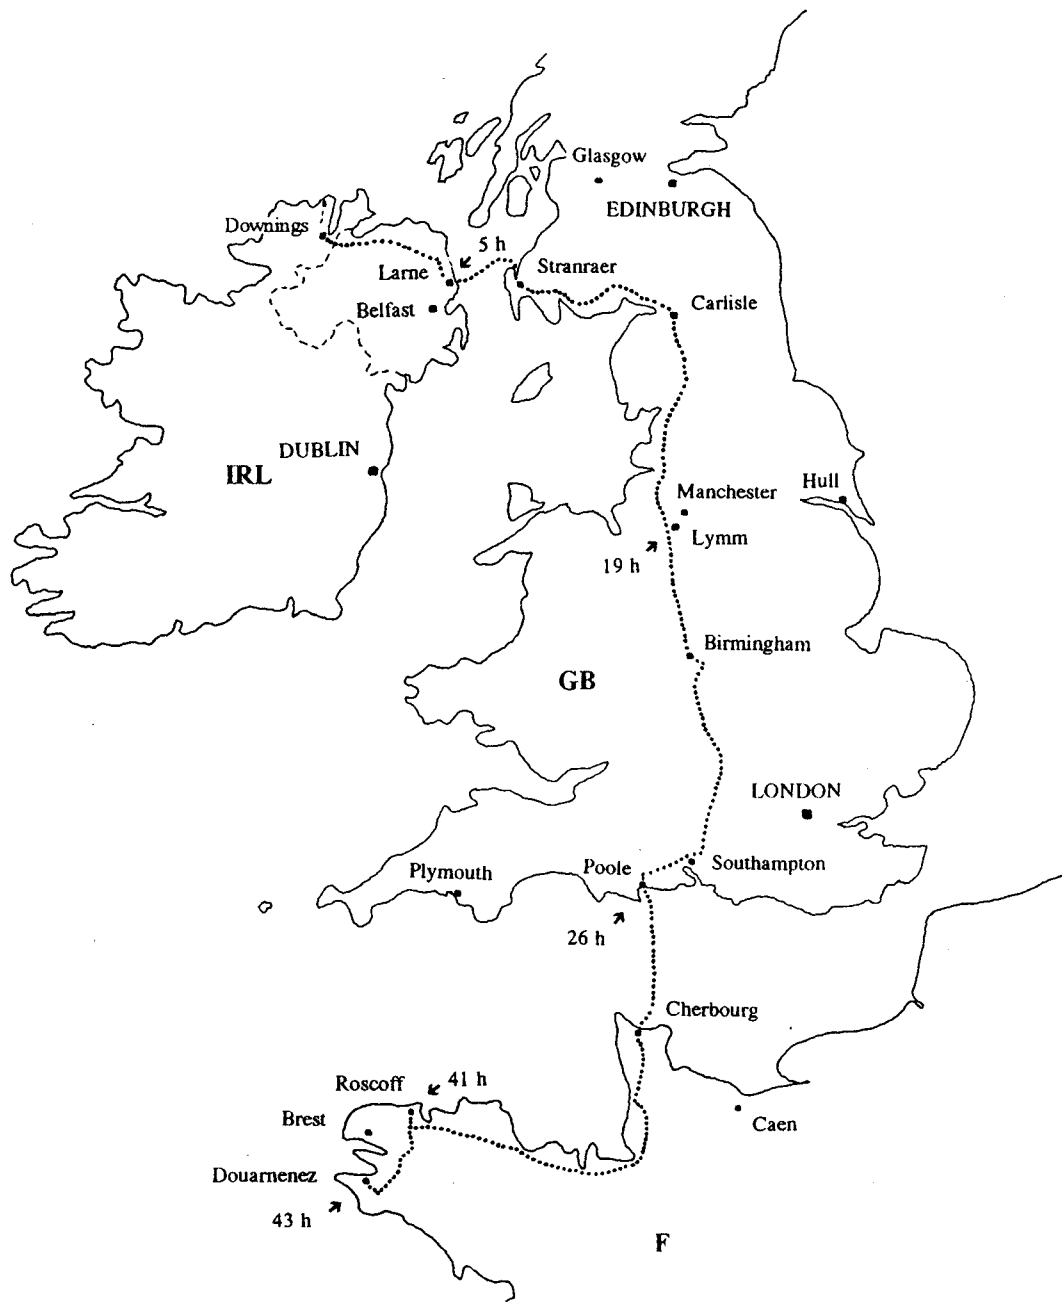 Glasgow
EDINBURGH
Downings
5 h
Larne
Stranraer
Belfast
Carlisle
DUBLIN
IRL
Manchester
Hull
Lymm
19 h
Birmingham
GB
LONDON
Plymouth
Poole
Southampton
26 h
Cherbourg
Roscoff
41 h
Brest
Caen
Douarnenez
43 h
F